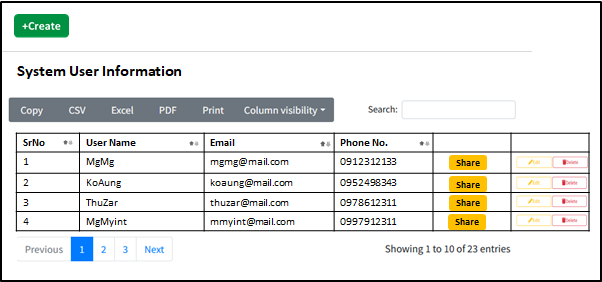 +Create
System User Information
Copy CSV Excel PDF Print Column visibility Search:
SrNo User Name Email Phone No.
1 MgMg mgmg@mail.com 0912312133 Share Edit Delete
2 KoAung koaung@mail.com 0952498343 Share Edit Delete
3 ThuZar thuzar@mail.com 0978612311 Share Edit Delete
4 MgMyint mmyint@mail.com 0997912311 Share Edit Delete
Previous 1 2 3 Next Showing 1 to 10 of 23 entries